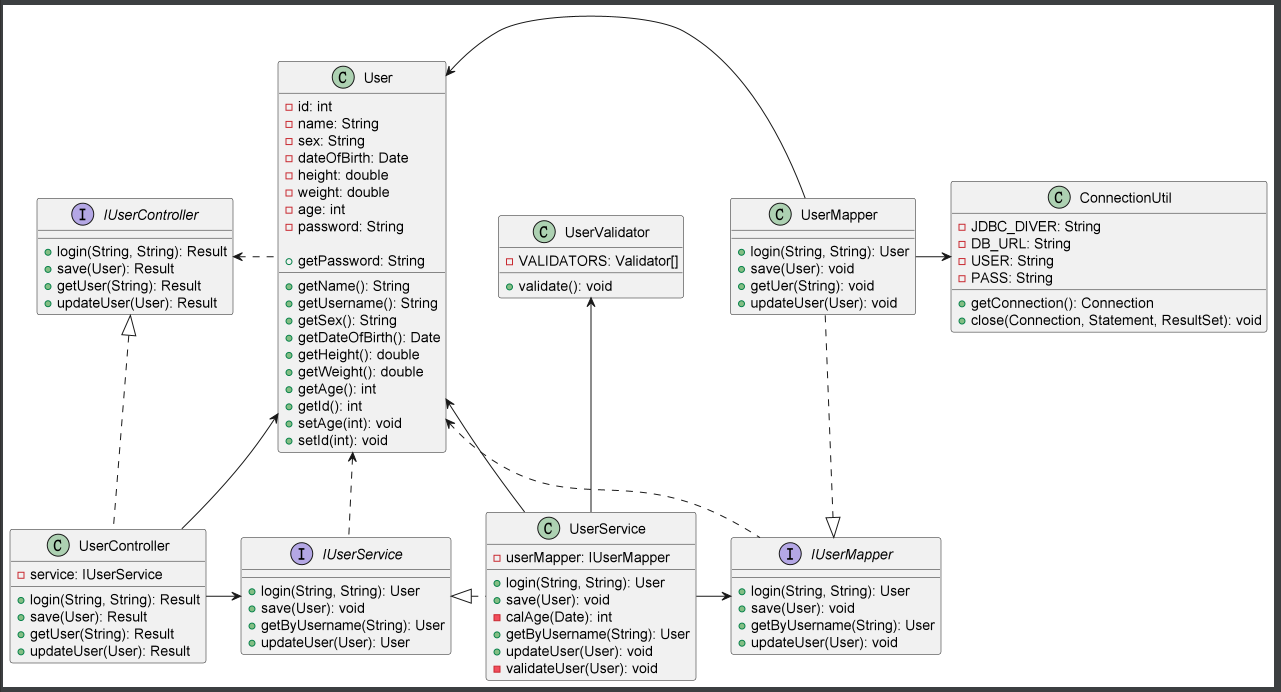 C User
id: int
name: String
sex: String
dateOfBirth: Date
height: double
weight: double
age: int
password: String
getPassword: String
getName(): String
getUsername(): String
getSex(): String
getDateOfBirth(): Date
getHeight(): double
getWeight(): double
getAge(): int
getId(): int
setAge(int): void
setId(int): void
I IUserController
login(String, String): Result
save(User): Result
getUser(String): Result
updateUser(User): Result
C UserValidator
VALIDATORS: Validator[]
validate(): void
C UserMapper
login(String, String): User
save(User): void
getUer(String): void
updateUser(User): void
C ConnectionUtil
JDBC_DIVER: String
DB_URL: String
USER: String
PASS: String
getConnection(): Connection
close(Connection, Statement, ResultSet): void
C UserController
service: IUserService
login(String, String): Result
save(User): Result
getUser(String): Result
updateUser(User): Result
I IUserService
login(String, String): User
save(User): void
getByUsername(String): User
updateUser(User): User
C UserService
userMapper: IUserMapper
login(String, String): User
save(User): void
calAge(Date): int
getByUsername(String): User
updateUser(User): void
validateUser(User): void
I IUserMapper
login(String, String): User
save(User): void
getByUsername(String): User
updateUser(User): void